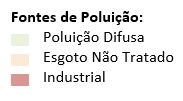 Fontes de Poluição:
Poluição Difusa
Esgoto Não Tratado
Industrial